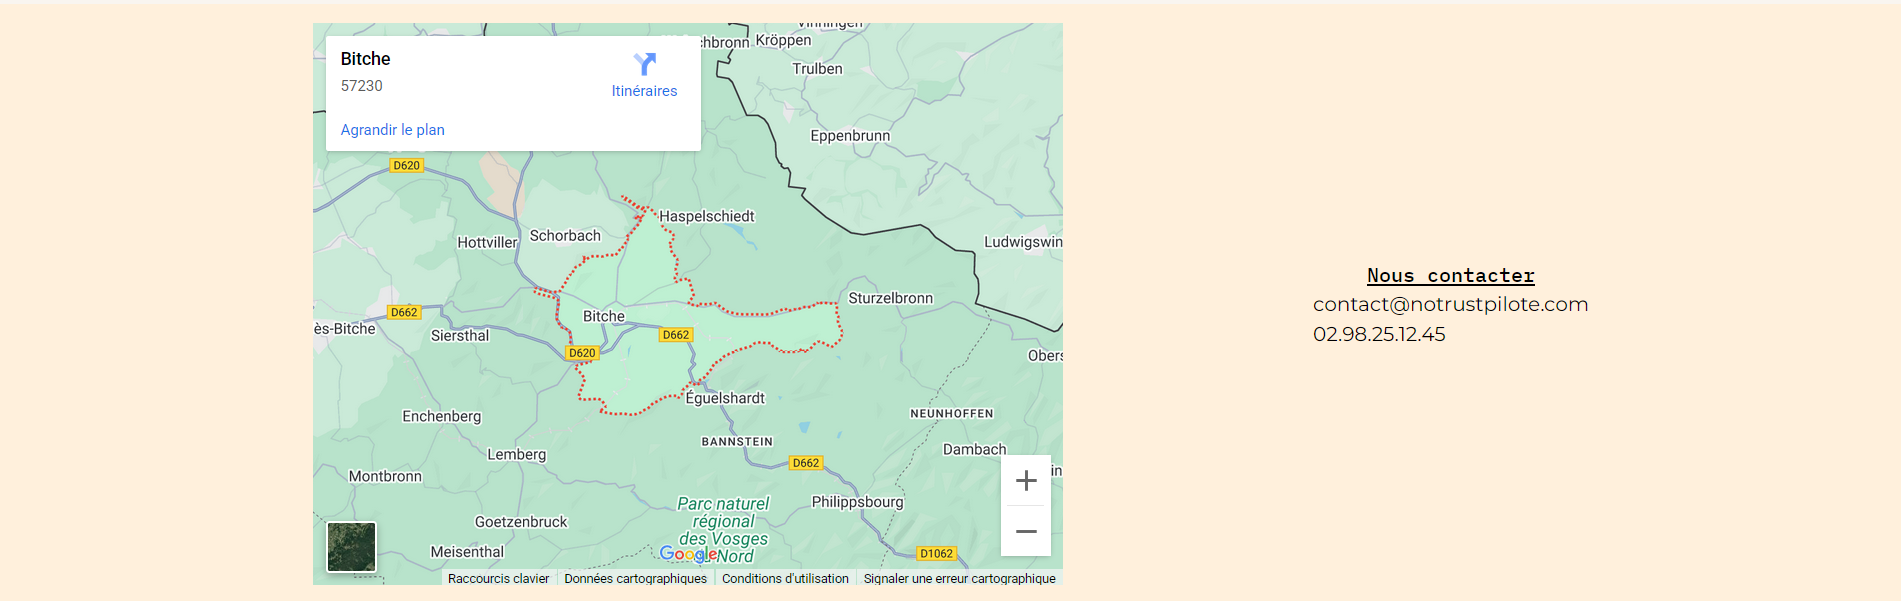 Bitche
57230
Itinéraires
Agrandir le plan
Kröppen
Trulben
Eppenbrunn
D620
Haspelschiedt
Schorbach
Hottviller
Ludwigswin
Sturzelbronn
D662
Bitche
ès-Bitche
Siersthal
D662
D620
Obers
Éguelshardt
Enchenberg
NEUNHOFFEN
BANNSTEIN
Dambach
Lemberg
D662
Montbronn
Philippsbourg
Parc naturel
régional
des Vosges
du Nord
Goetzenbruck
Meisenthal
Google
D1062
Raccourcis clavier
Données cartographiques
Conditions d'utilisation
Signaler une erreur cartographique
Nous contacter
contact@notrustpilote.com
02.98.25.12.45